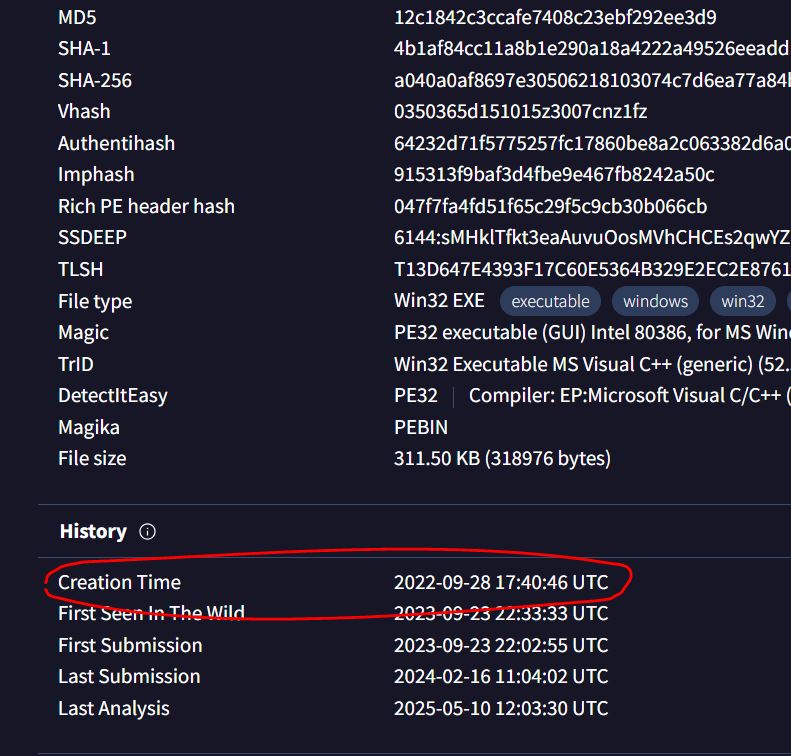 MD5 12c1842c3ccafe7408c23ebf292ee3d9
SHA-1 4b1af84cc11a8b1e290a18a4222a49526eeadd
SHA-256 a040a0af8697e30506218103074c7d6ea77a84
Vhash 0350365d151015z3007cnz1fz
Authentihash 64232d71f5775257fc17860be8a2c063382d6a0
Imphash 915313f9baf3d4fbe9e467fb8242a50c
Rich PE header hash 047f7fa4fd51f65c29f5c9cb30b066cb
SSDEEP 6144:sMHklTfkt3eaAuvuOosMVhCHCEs2qwYZ
TLSH T13D647E4393F17C60E5364B329E2EC2E8761
File type Win32 EXE executable windows win32
Magic PE32 executable (GUI) Intel 80386, for MS Win
TrID Win32 Executable MS Visual C++ (generic) (52.
DetectItEasy PE32 Compiler: EP:Microsoft Visual C/C++ (
Magika PEBIN
File size 311.50 KB (318976 bytes)
History
Creation Time 2022-09-28 17:40:46 UTC
First Seen In The Wild 2023-09-23 22:33:33 UTC
First Submission 2023-09-23 22:02:55 UTC
Last Submission 2024-02-16 11:04:02 UTC
Last Analysis 2025-05-10 12:03:30 UTC